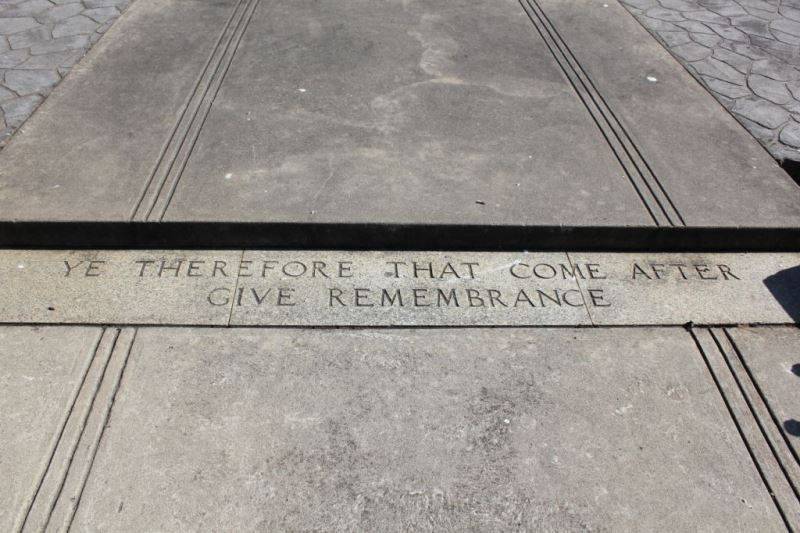 YE THEREFORE THAT COME AFTER
GIVE REMEMBRANCE